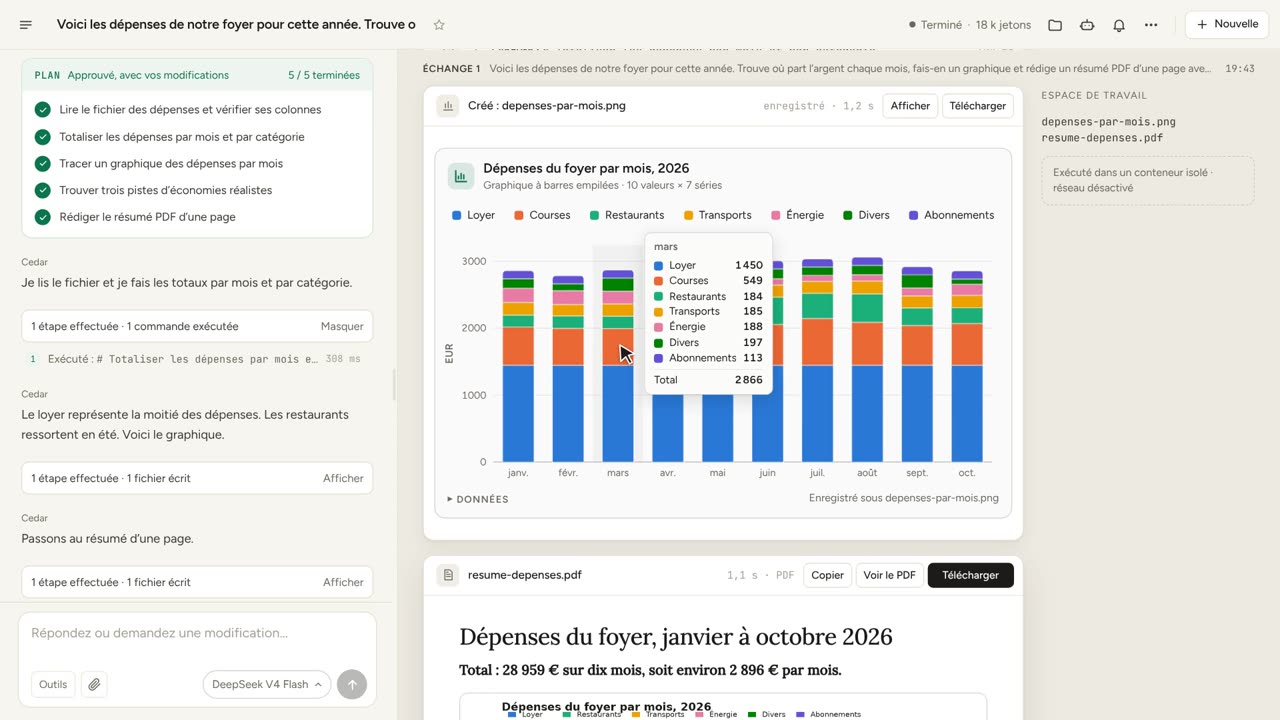 Voici les dépenses de notre foyer pour cette année. Trouve o
Terminé · 18 k jetons
Nouvelle
PLAN Approuvé, avec vos modifications 5 / 5 terminées
Lire le fichier des dépenses et vérifier ses colonnes
Totaliser les dépenses par mois et par catégorie
Tracer un graphique des dépenses par mois
Trouver trois pistes d'économies réalistes
Rédiger le résumé PDF d'une page
Cedar
Je lis le fichier et je fais les totaux par mois et par catégorie.
1 étape effectuée · 1 commande exécutée Masquer
1 Exécuté : # Totaliser les dépenses par mois e… 308 ms
Cedar
Le loyer représente la moitié des dépenses. Les restaurants
ressortent en été. Voici le graphique.
1 étape effectuée · 1 fichier écrit Afficher
Cedar
Passons au résumé d'une page.
1 étape effectuée · 1 fichier écrit Afficher
Répondez ou demandez une modification…
Outils
DeepSeek V4 Flash
ÉCHANGE 1 Voici les dépenses de notre foyer pour cette année. Trouve où part l'argent chaque mois, fais-en un graphique et rédige un résumé PDF d'une page ave… 19:43
Créé : depenses-par-mois.png enregistré · 1,2 s Afficher Télécharger
Dépenses du foyer par mois, 2026
Graphique à barres empilées · 10 valeurs × 7 séries
Loyer Courses Restaurants Transports Énergie Divers Abonnements
EUR
3000
2000
1000
0
mars
Loyer 1 450
Courses 549
Restaurants 184
Transports 185
Énergie 188
Divers 197
Abonnements 113
Total 2 866
janv. févr. mars avr. mai juin juil. août sept. oct.
DONNÉES Enregistré sous depenses-par-mois.png
resume-depenses.pdf 1,1 s · PDF Copier Voir le PDF Télécharger
Dépenses du foyer, janvier à octobre 2026
Total : 28 959 € sur dix mois, soit environ 2 896 € par mois.
Dépenses du foyer par mois, 2026
Loyer Restaurants Transports Énergie Divers Abonnements
ESPACE DE TRAVAIL
depenses-par-mois.png
resume-depenses.pdf
Exécuté dans un conteneur isolé ·
réseau désactivé